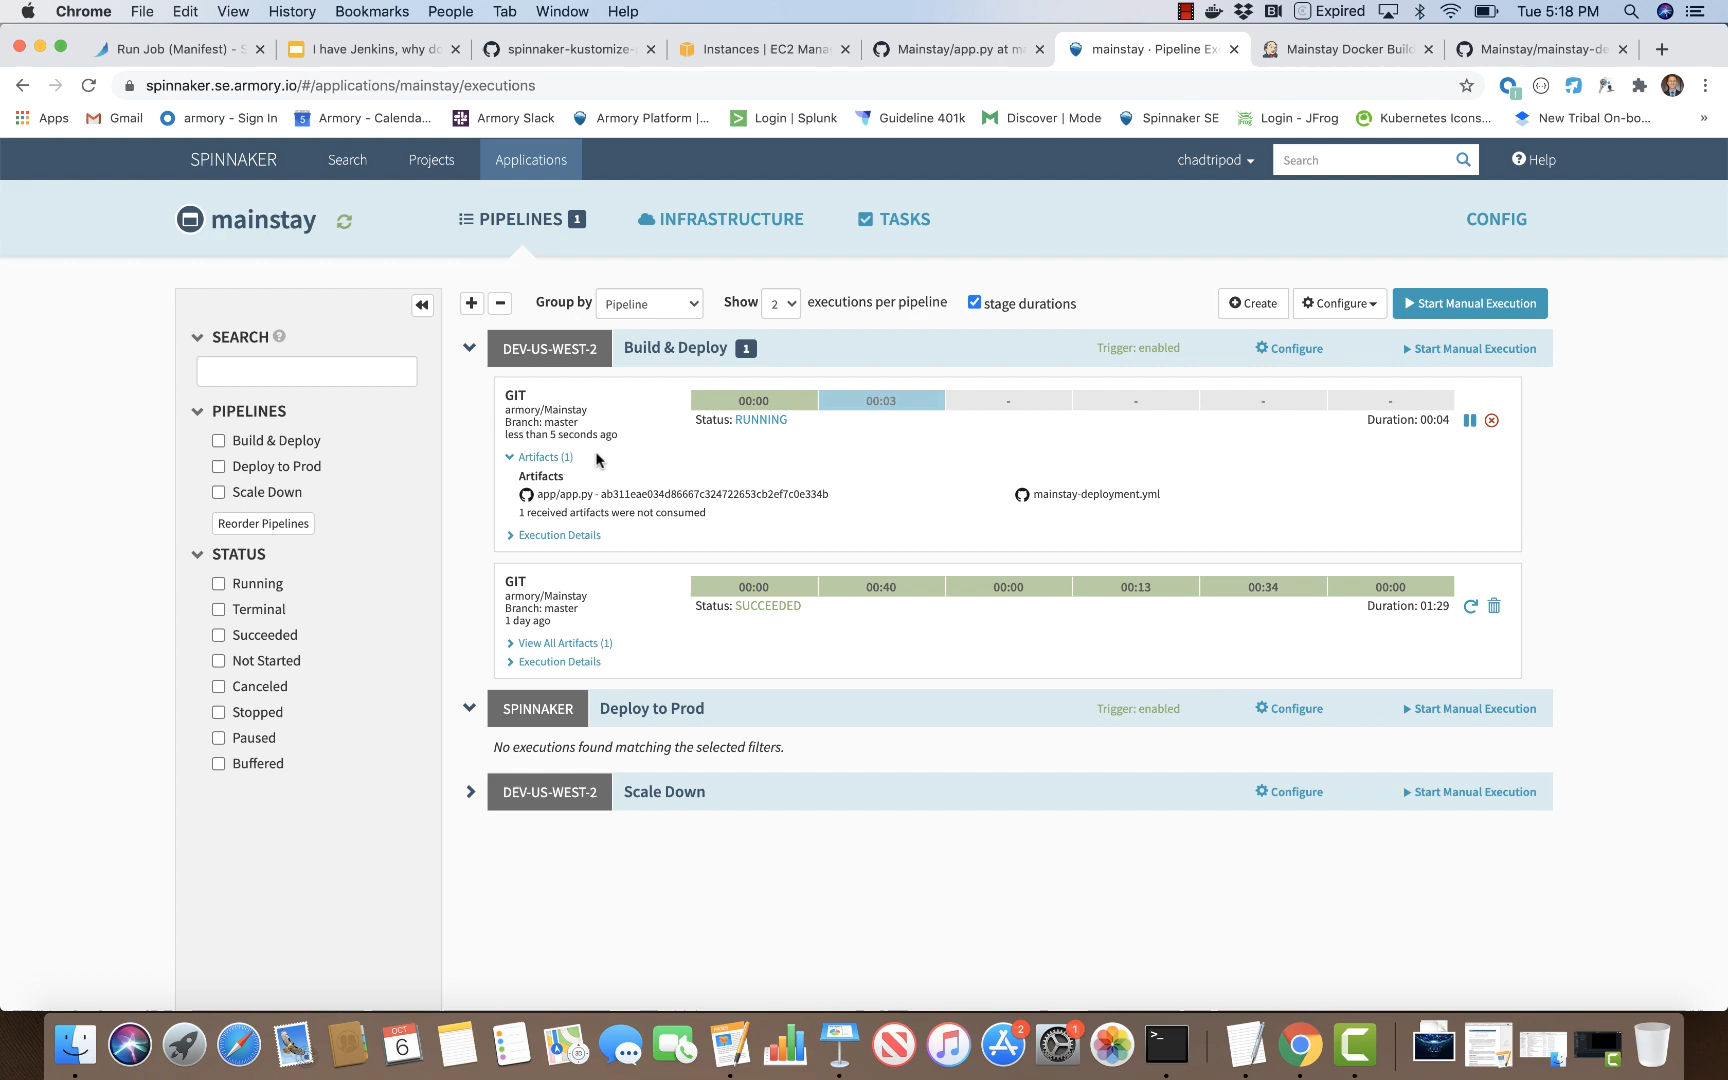 Chrome File Edit View History Bookmarks People Tab Window Help Expired Tue 5:18 PM
Run Job (Manifest) - S I have Jenkins, why do spinnaker-kustomize- Instances | EC2 Mana Mainstay/app.py at ma mainstay · Pipeline Ex Mainstay Docker Build Mainstay/mainstay-de
spinnaker.se.armory.io/#/applications/mainstay/executions
Apps Gmail armory - Sign In Armory - Calenda... Armory Slack Armory Platform |... Login | Splunk Guideline 401k Discover | Mode Spinnaker SE Login - JFrog Kubernetes Icons... New Tribal On-bo... »
SPINNAKER Search Projects Applications chadtripod Search Help
mainstay PIPELINES 1 INFRASTRUCTURE TASKS CONFIG
Group by Pipeline Show 2 executions per pipeline stage durations Create Configure Start Manual Execution
SEARCH
PIPELINES
Build & Deploy
Deploy to Prod
Scale Down
Reorder Pipelines
STATUS
Running
Terminal
Succeeded
Not Started
Canceled
Stopped
Paused
Buffered
DEV-US-WEST-2 Build & Deploy 1 Trigger: enabled Configure Start Manual Execution
GIT 00:00 00:03 - - - -
armory/Mainstay
Branch: master Status: RUNNING Duration: 00:04
less than 5 seconds ago
Artifacts (1)
Artifacts
app/app.py - ab311eae034d86667c324722653cb2ef7c0e334b mainstay-deployment.yml
1 received artifacts were not consumed
Execution Details
GIT 00:00 00:40 00:00 00:13 00:34 00:00
armory/Mainstay
Branch: master Status: SUCCEEDED Duration: 01:29
1 day ago
View All Artifacts (1)
Execution Details
SPINNAKER Deploy to Prod Trigger: enabled Configure Start Manual Execution
No executions found matching the selected filters.
DEV-US-WEST-2 Scale Down Configure Start Manual Execution
OCT
6
2
1